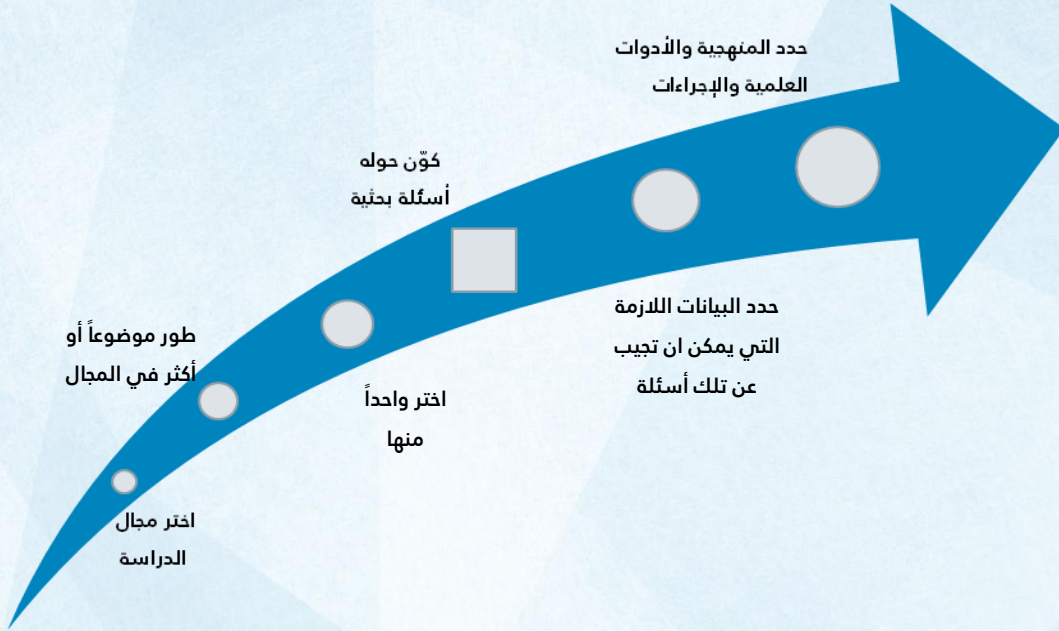 اختر مجال
الدراسة
طور موضوعاً أو
أكثر في المجال
اختر واحداً
منها
كوّن حوله
أسئلة بحثية
حدد البيانات اللازمة
التي يمكن ان تجيب
عن تلك أسئلة
حدد المنهجية والأدوات
العلمية والإجراءات